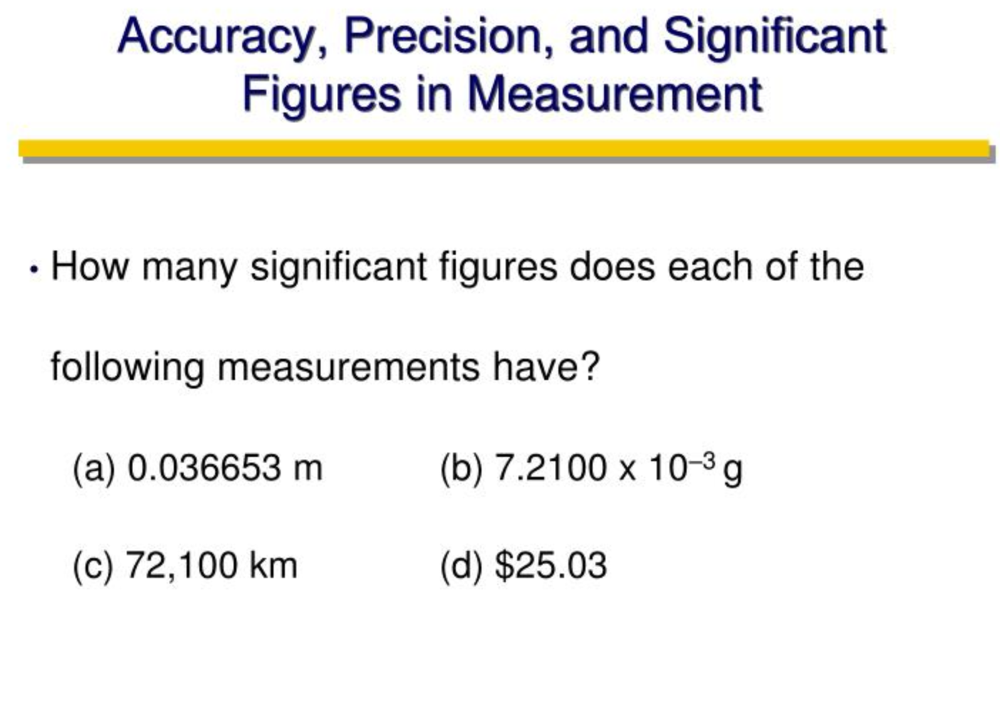 Accuracy, Precision, and Significant
Figures in Measurement
• How many significant figures does each of the
following measurements have?
(a) 0.036653 m (b) 7.2100 x 10⁻³ g
(c) 72,100 km (d) $25.03